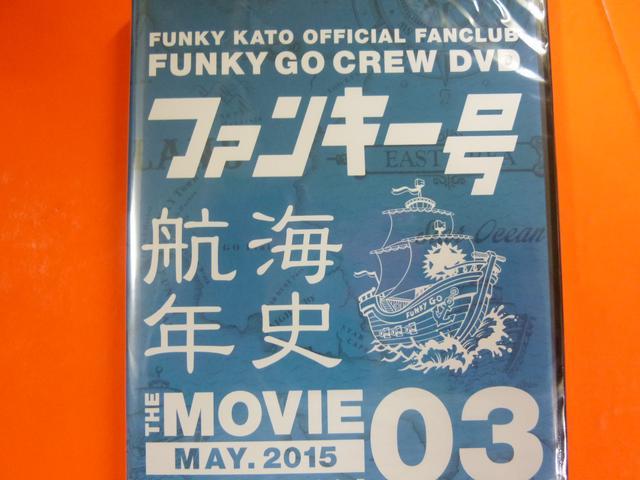 FUNKY KATO OFFICIAL FANCLUB
FUNKY GO CREW DVD
ファンキー号
航海
年史
FUNKY GO
THE MOVIE 03
MAY. 2015
EAST
Ocean